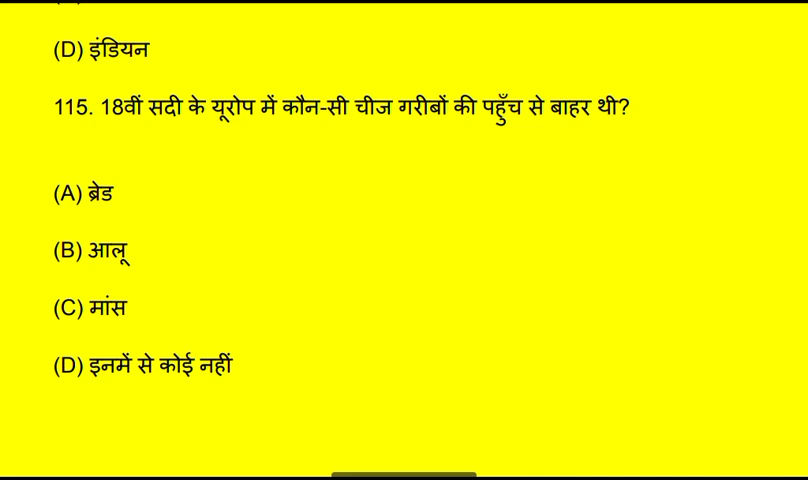 (D) इंडियन
115. 18वीं सदी के यूरोप में कौन-सी चीज गरीबों की पहुँच से बाहर थी?
(A) ब्रेड
(B) आलू
(C) मांस
(D) इनमें से कोई नहीं